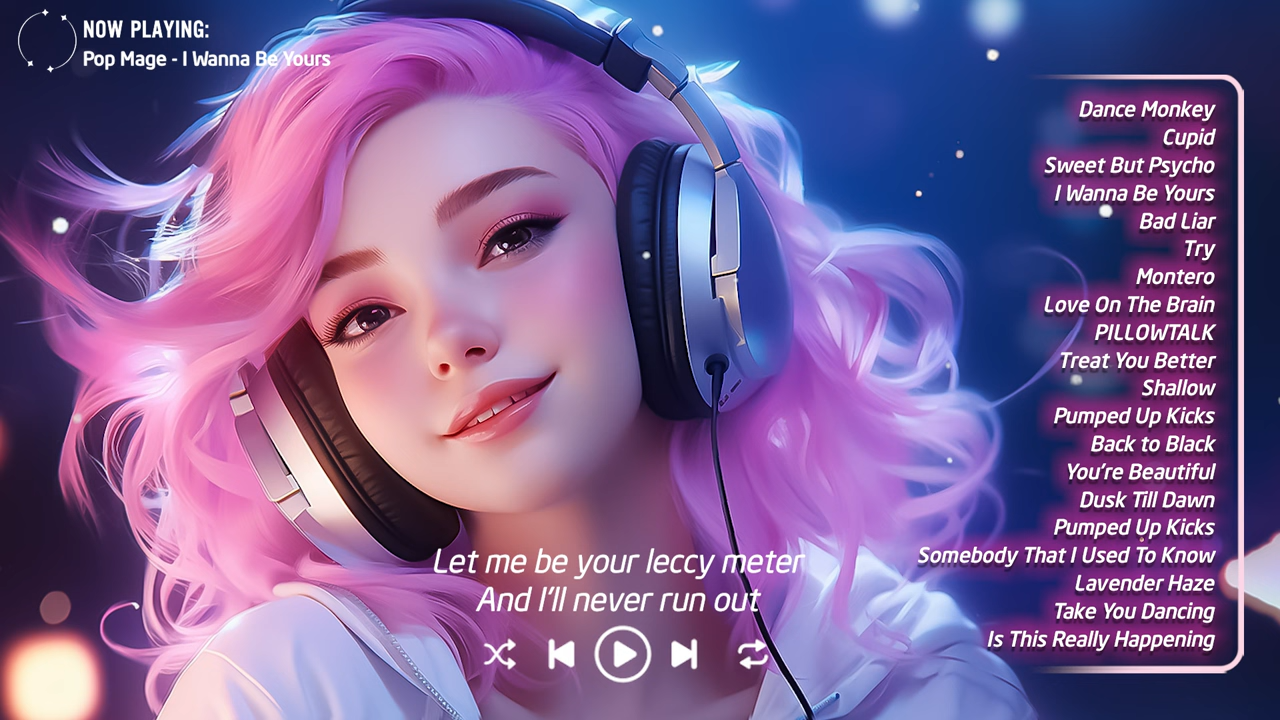 NOW PLAYING:
Pop Mage - I Wanna Be Yours
Dance Monkey
Cupid
Sweet But Psycho
I Wanna Be Yours
Bad Liar
Try
Montero
Love On The Brain
PILLOWTALK
Treat You Better
Shallow
Pumped Up Kicks
Back to Black
You're Beautiful
Dusk Till Dawn
Pumped Up Kicks
Somebody That I Used To Know
Lavender Haze
Take You Dancing
Is This Really Happening
Let me be your leccy meter
And I'll never run out